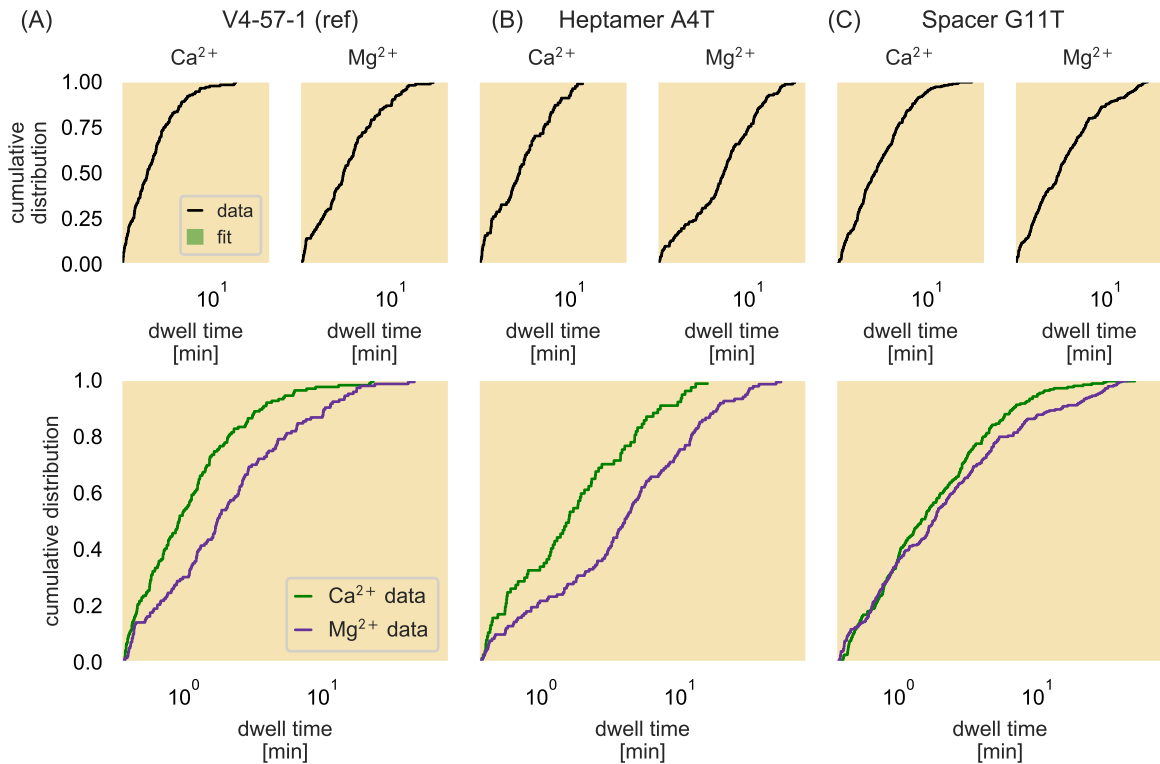 (A) V4-57-1 (ref) (B) Heptamer A4T (C) Spacer G11T
Ca²⁺ Mg²⁺ Ca²⁺ Mg²⁺ Ca²⁺ Mg²⁺
cumulative
distribution
1.00
0.75
0.50
0.25
0.00
data
fit
10¹ 10¹ 10¹ 10¹ 10¹ 10¹
dwell time dwell time dwell time dwell time dwell time dwell time
[min] [min] [min] [min] [min] [min]
cumulative distribution
1.0
0.8
0.6
0.4
0.2
0.0
Ca²⁺ data
Mg²⁺ data
10⁰ 10¹ 10⁰ 10¹ 10⁰ 10¹
dwell time dwell time dwell time
[min] [min] [min]